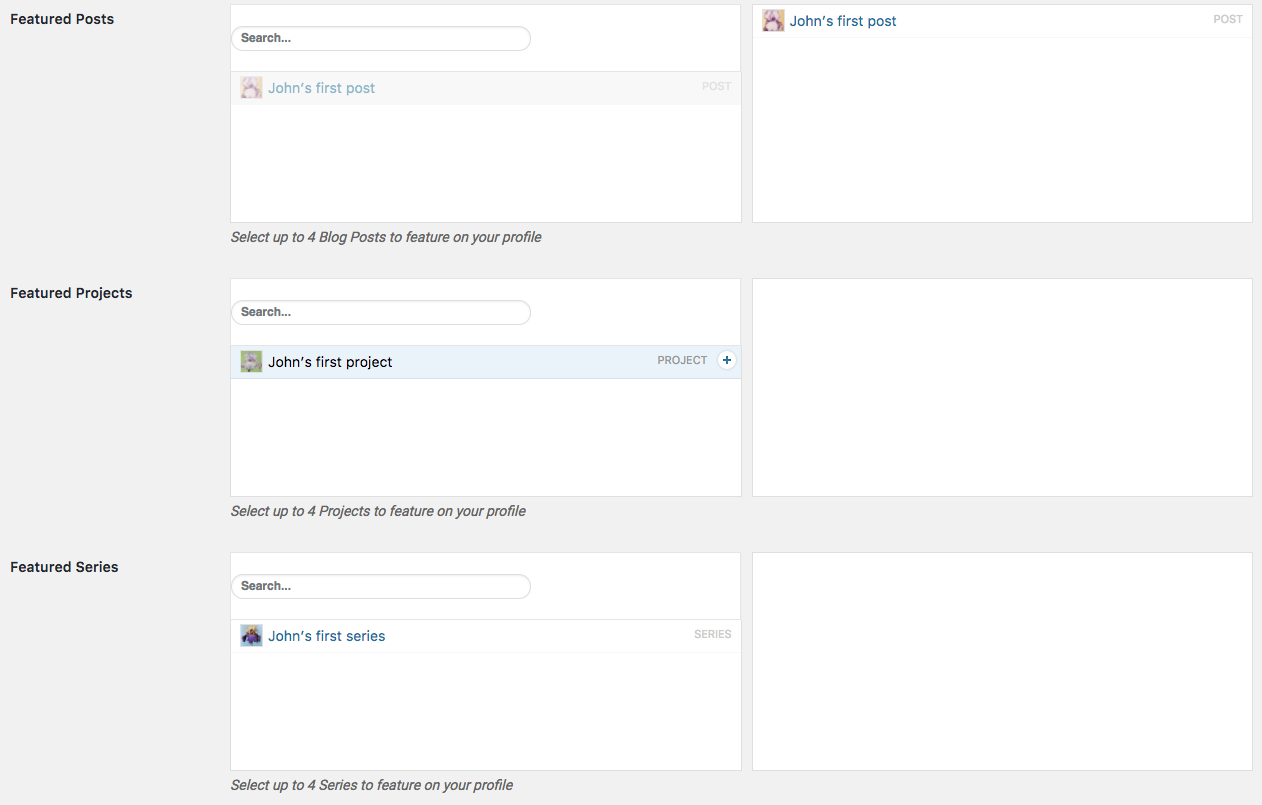 Featured Posts
Search...
John’s first post POST
John’s first post POST
Select up to 4 Blog Posts to feature on your profile
Featured Projects
Search...
John’s first project PROJECT +
Select up to 4 Projects to feature on your profile
Featured Series
Search...
John’s first series SERIES
Select up to 4 Series to feature on your profile